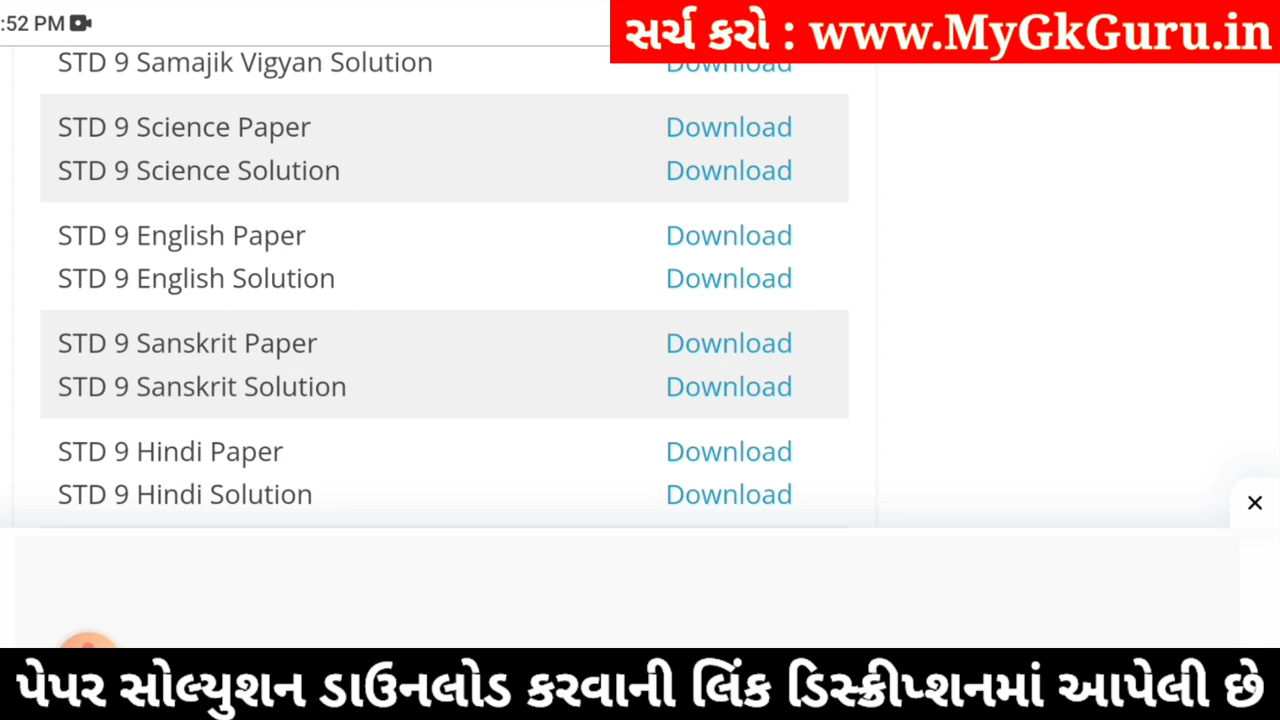 :52 PM
સર્ચ કરો : www.MyGkGuru.in
STD 9 Samajik Vigyan Solution Download
STD 9 Science Paper Download
STD 9 Science Solution Download
STD 9 English Paper Download
STD 9 English Solution Download
STD 9 Sanskrit Paper Download
STD 9 Sanskrit Solution Download
STD 9 Hindi Paper Download
STD 9 Hindi Solution Download
×
પેપર સોલ્યુશન ડાઉનલોડ કરવાની લિંક ડિસ્ક્રીપ્શનમાં આપેલી છે